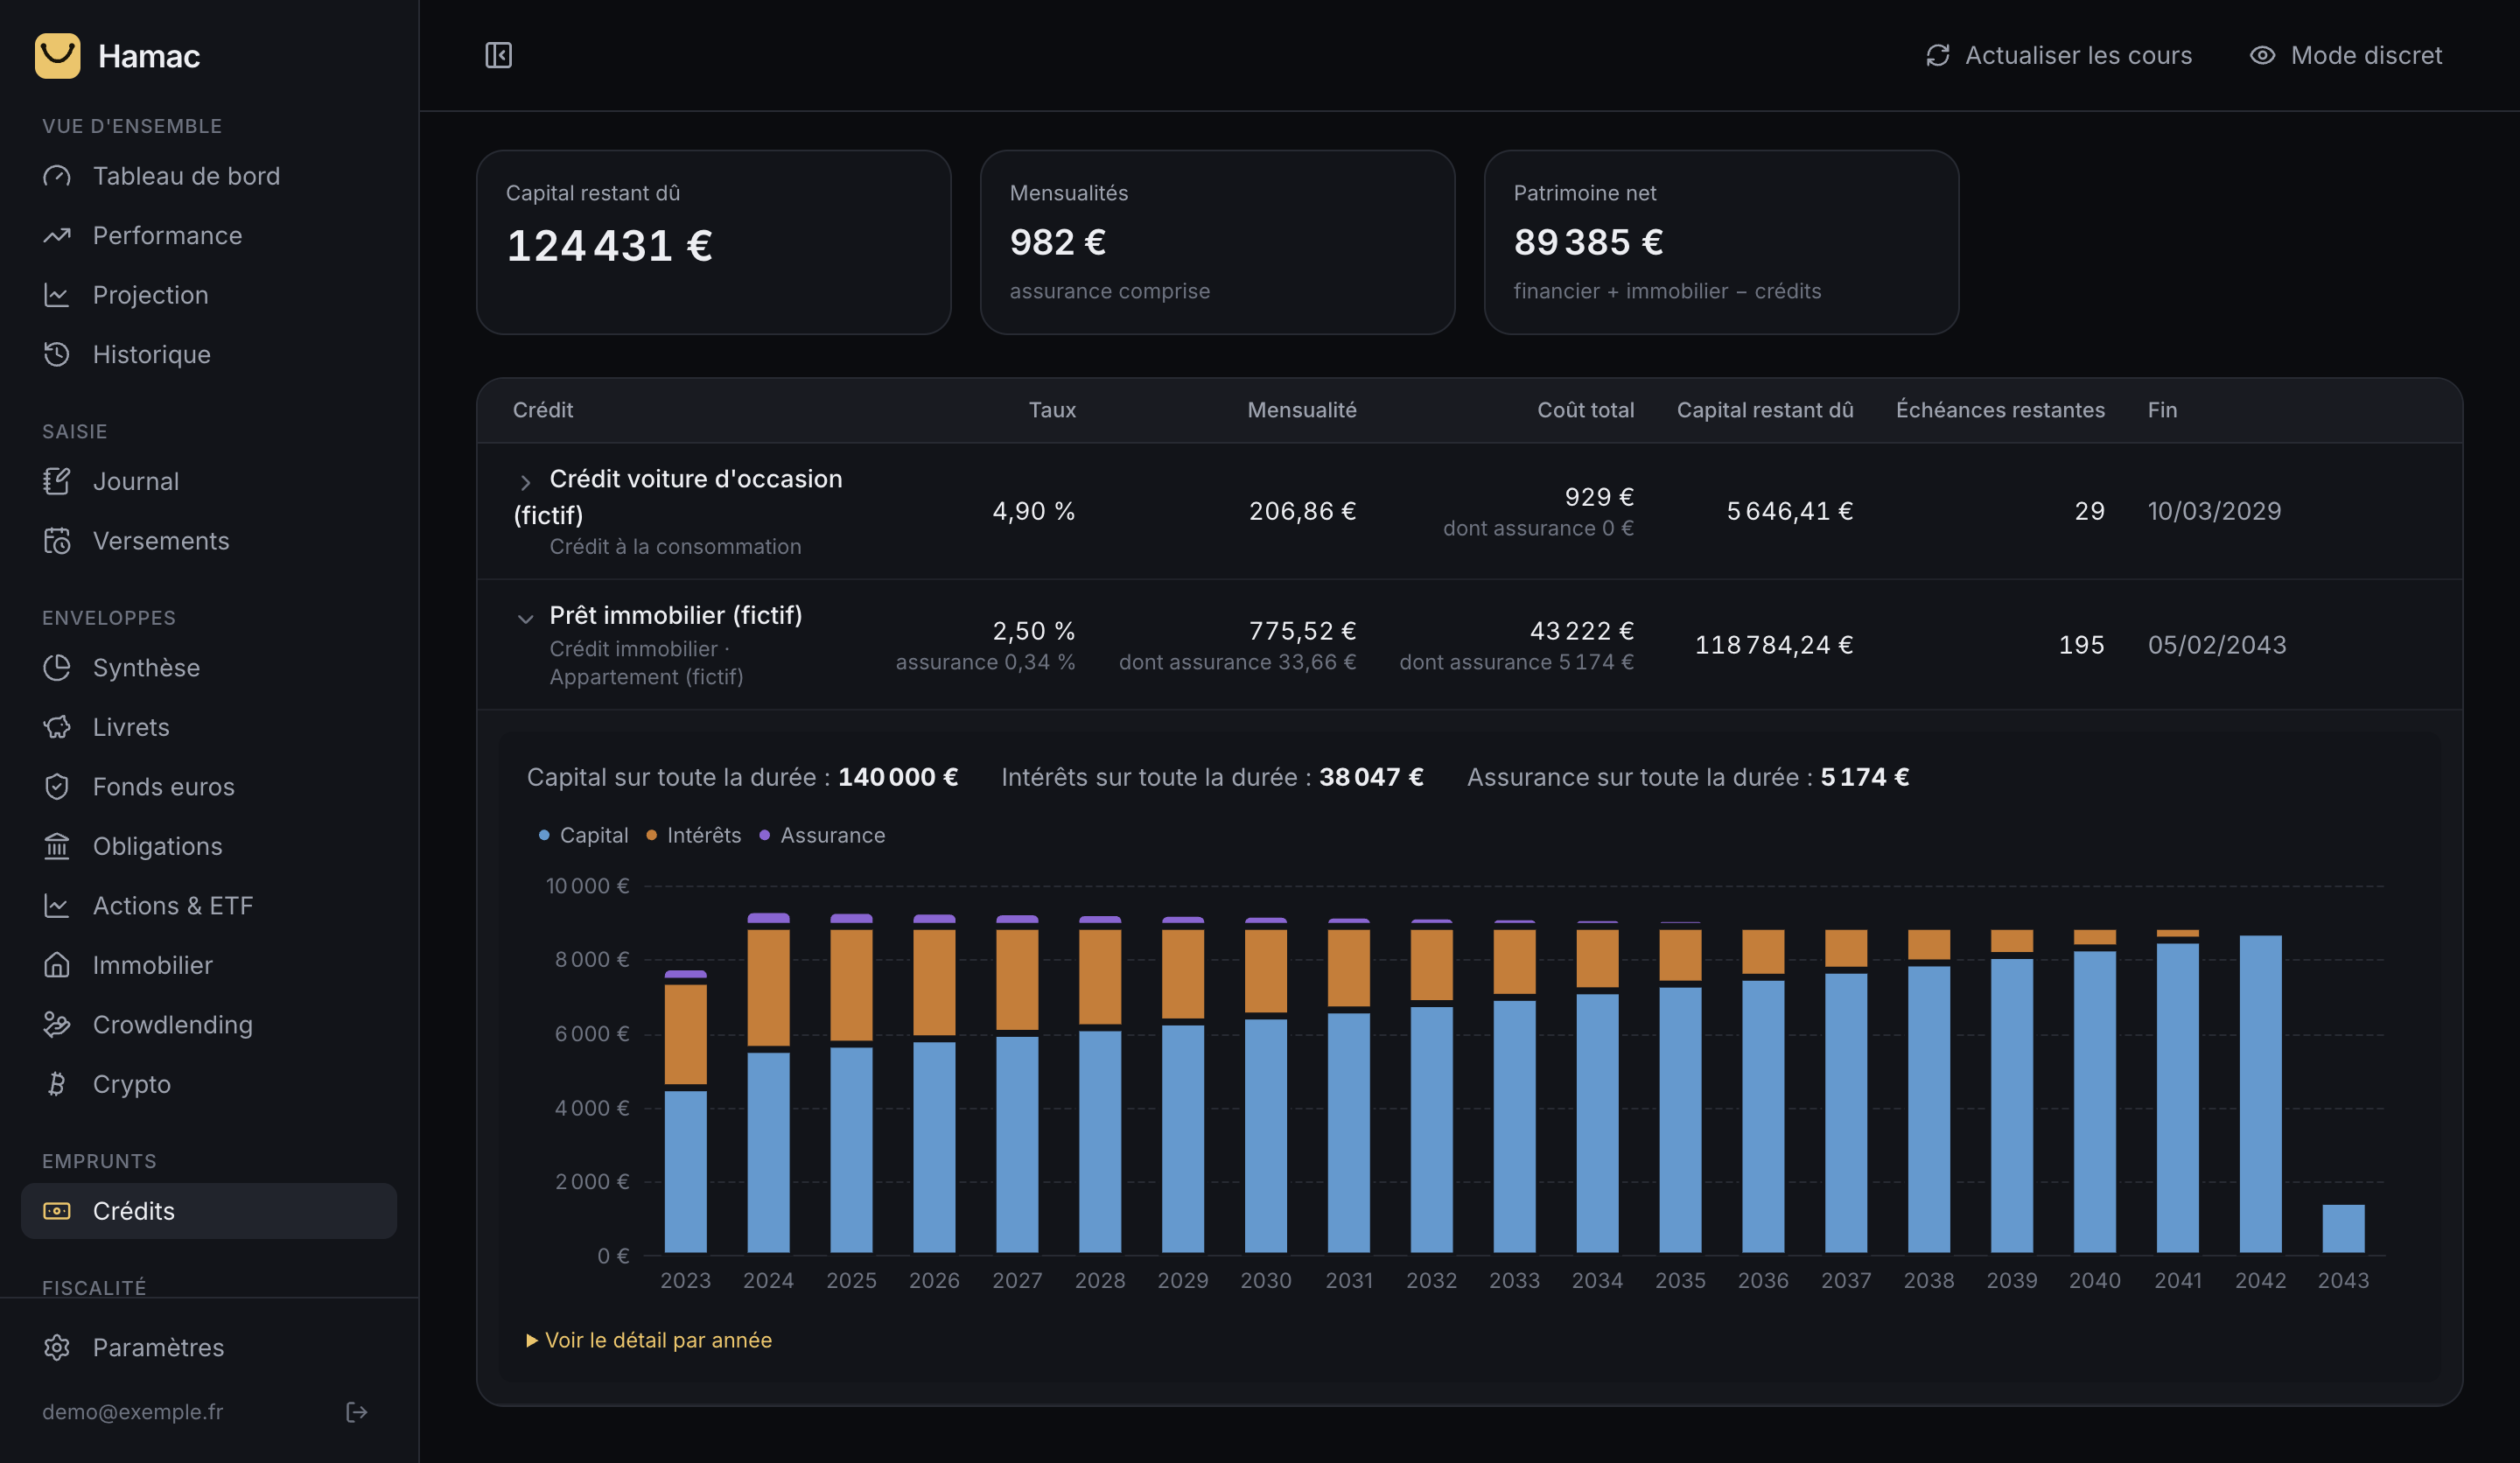 Hamac
VUE D'ENSEMBLE
Tableau de bord
Performance
Projection
Historique
SAISIE
Journal
Versements
ENVELOPPES
Synthèse
Livrets
Fonds euros
Obligations
Actions & ETF
Immobilier
Crowdlending
Crypto
EMPRUNTS
Crédits
FISCALITÉ
Paramètres
demo@exemple.fr
Actualiser les cours
Mode discret
Capital restant dû
124 431 €
Mensualités
982 €
assurance comprise
Patrimoine net
89 385 €
financier + immobilier − crédits
Crédit Taux Mensualité Coût total Capital restant dû Échéances restantes Fin
Crédit voiture d'occasion
(fictif)
Crédit à la consommation
4,90 %
206,86 €
929 €
dont assurance 0 €
5 646,41 €
29
10/03/2029
Prêt immobilier (fictif)
Crédit immobilier ·
Appartement (fictif)
2,50 %
assurance 0,34 %
775,52 €
dont assurance 33,66 €
43 222 €
dont assurance 5 174 €
118 784,24 €
195
05/02/2043
Capital sur toute la durée : 140 000 € Intérêts sur toute la durée : 38 047 € Assurance sur toute la durée : 5 174 €
Capital Intérêts Assurance
10 000 €
8 000 €
6 000 €
4 000 €
2 000 €
0 €
2023 2024 2025 2026 2027 2028 2029 2030 2031 2032 2033 2034 2035 2036 2037 2038 2039 2040 2041 2042 2043
Voir le détail par année